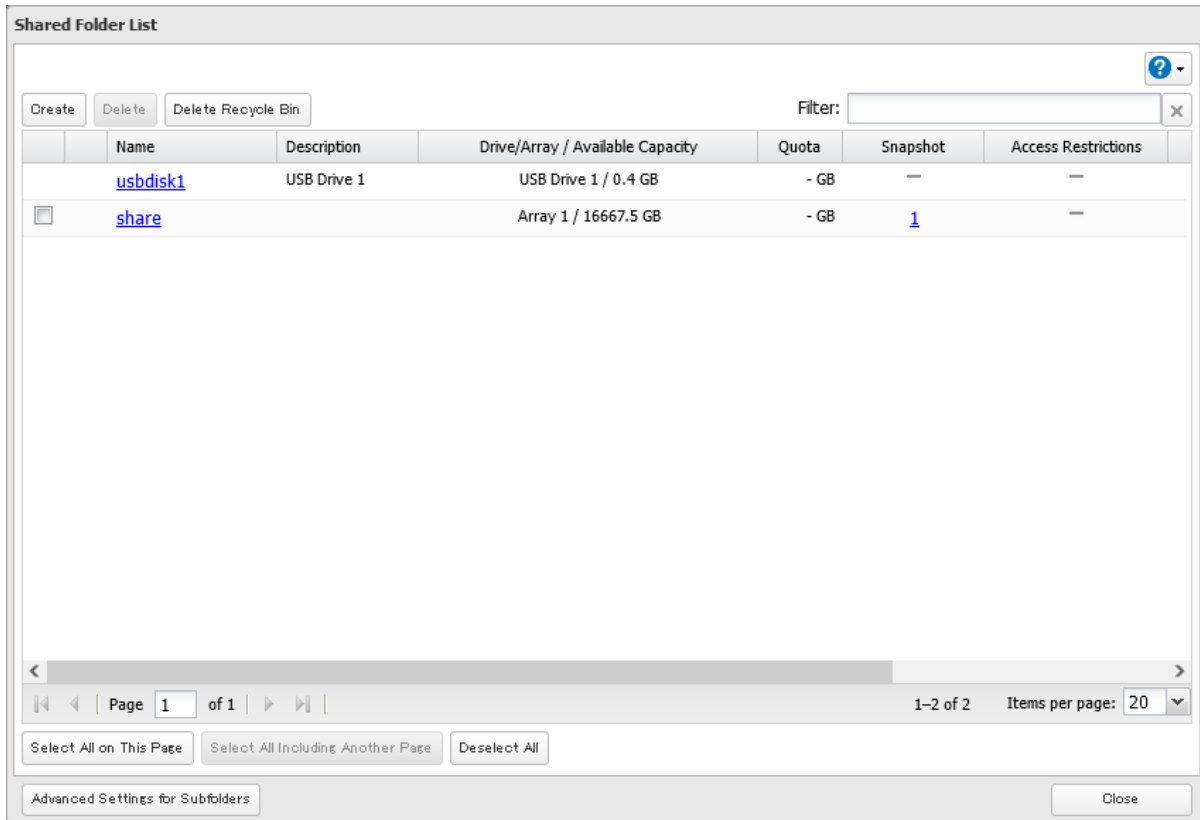 Shared Folder List
?
Create Delete Delete Recycle Bin Filter:
Name Description Drive/Array / Available Capacity Quota Snapshot Access Restrictions
usbdisk1 USB Drive 1 USB Drive 1 / 0.4 GB - GB — —
share Array 1 / 16667.5 GB - GB 1 —
Page 1 of 1 1–2 of 2 Items per page: 20
Select All on This Page Select All Including Another Page Deselect All
Advanced Settings for Subfolders Close